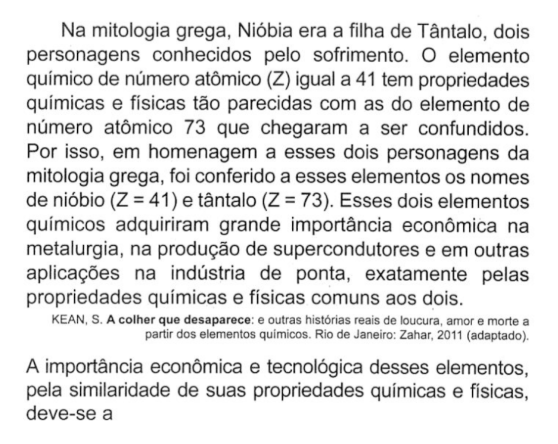 Na mitologia grega, Nióbia era a filha de Tântalo, dois
personagens conhecidos pelo sofrimento. O elemento
químico de número atômico (Z) igual a 41 tem propriedades
químicas e físicas tão parecidas com as do elemento de
número atômico 73 que chegaram a ser confundidos.
Por isso, em homenagem a esses dois personagens da
mitologia grega, foi conferido a esses elementos os nomes
de nióbio (Z = 41) e tântalo (Z = 73). Esses dois elementos
químicos adquiriram grande importância econômica na
metalurgia, na produção de supercondutores e em outras
aplicações na indústria de ponta, exatamente pelas
propriedades químicas e físicas comuns aos dois.
KEAN, S. A colher que desaparece: e outras histórias reais de loucura, amor e morte a
partir dos elementos químicos. Rio de Janeiro: Zahar, 2011 (adaptado).
A importância econômica e tecnológica desses elementos,
pela similaridade de suas propriedades químicas e físicas,
deve-se a